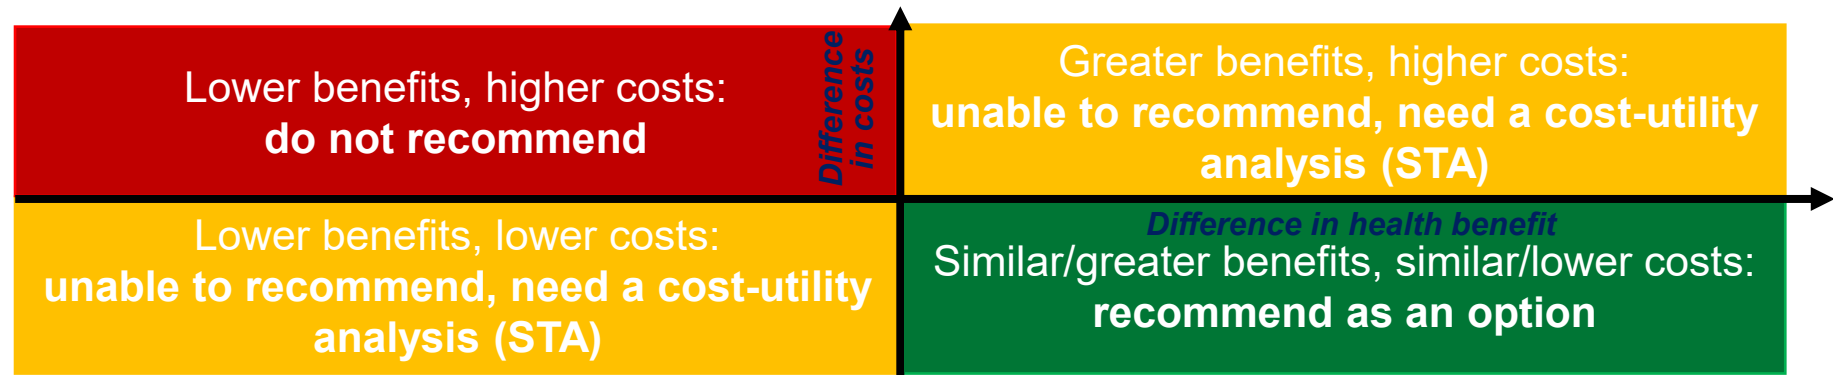 Lower benefits, higher costs:
do not recommend
Difference
in costs
Greater benefits, higher costs:
unable to recommend, need a cost-utility
analysis (STA)
Lower benefits, lower costs:
unable to recommend, need a cost-utility
analysis (STA)
Difference in health benefit
Similar/greater benefits, similar/lower costs:
recommend as an option